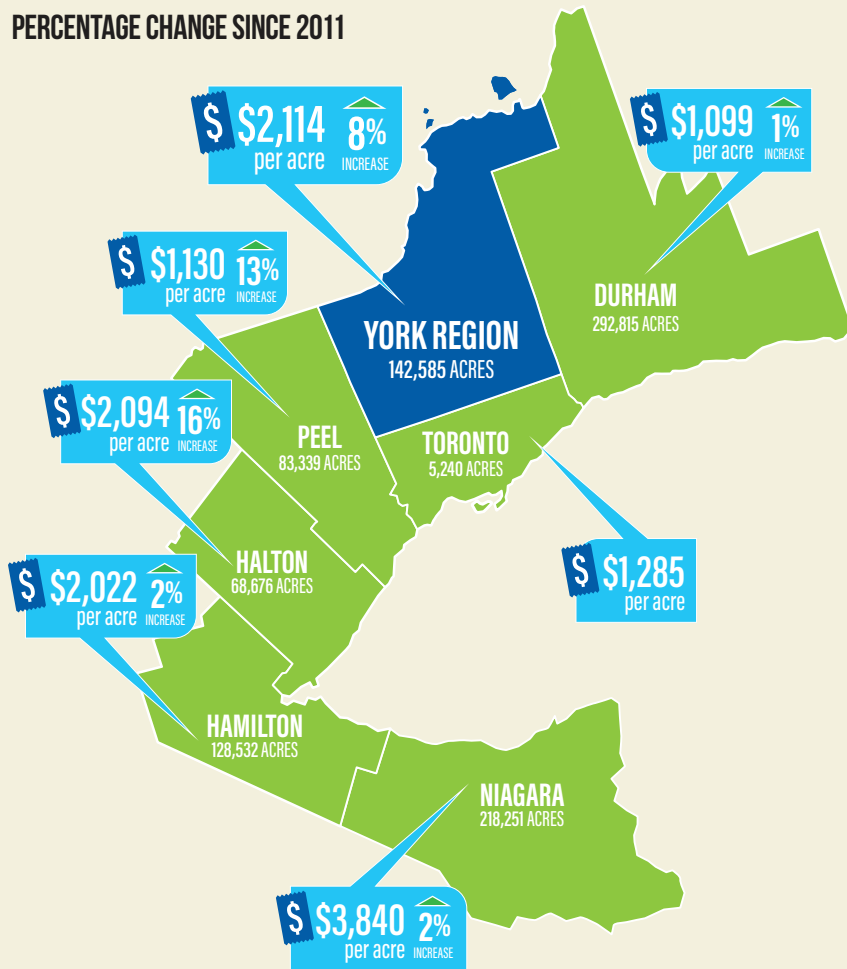 PERCENTAGE CHANGE SINCE 2011
$ $2,114 8%
per acre INCREASE
$ $1,099 1%
per acre INCREASE
$ $1,130 13%
per acre INCREASE
DURHAM
292,815 ACRES
YORK REGION
142,585 ACRES
$ $2,094 16%
per acre INCREASE
PEEL
83,339 ACRES
TORONTO
5,240 ACRES
HALTON
68,676 ACRES
$ $2,022 2%
per acre INCREASE
$ $1,285
per acre
HAMILTON
128,532 ACRES
NIAGARA
218,251 ACRES
$ $3,840 2%
per acre INCREASE